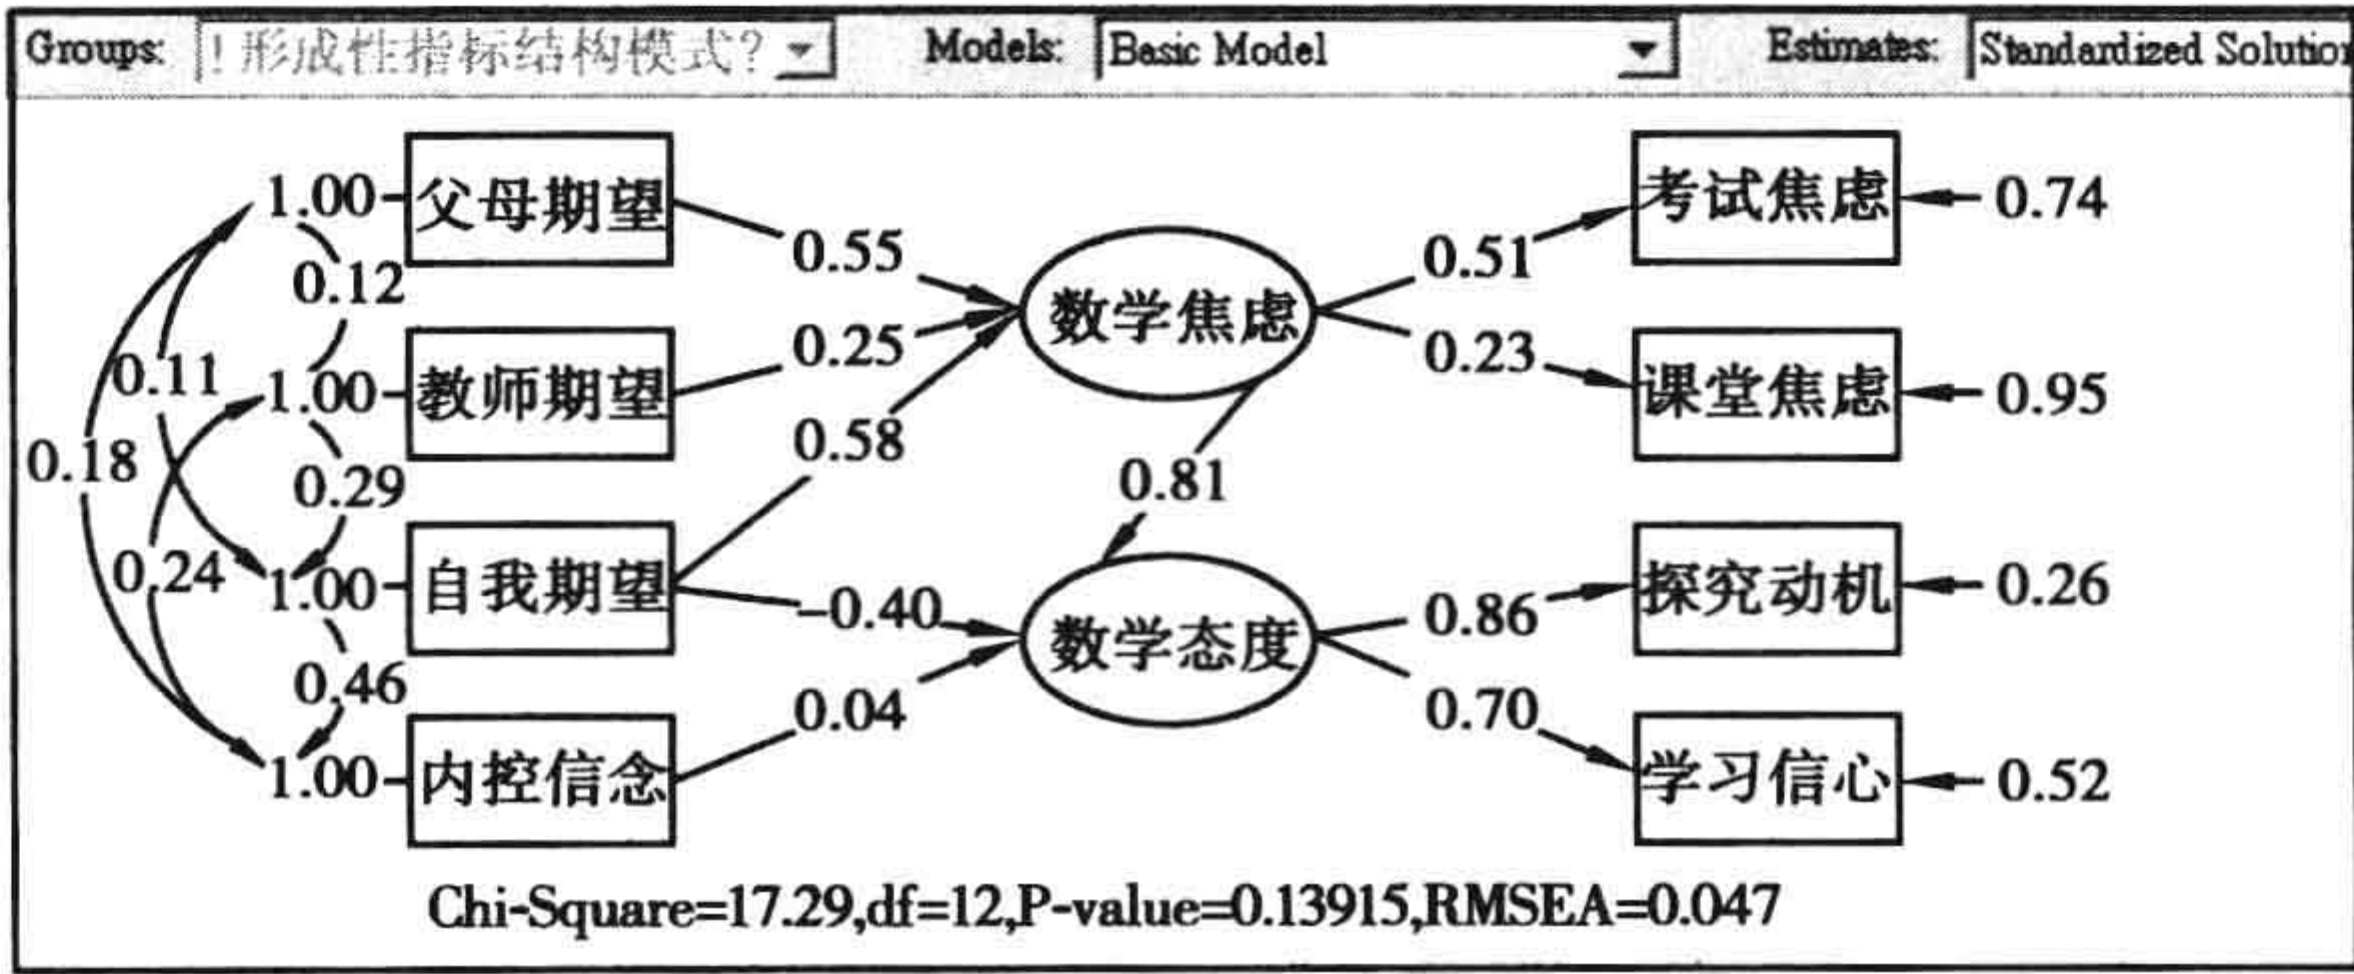 Groups: ! 形成性指标结构模式? Models: Basic Model Estimates: Standardized Solution
1.00 父母期望 考试焦虑 0.74
0.55 0.51
0.12 数学焦虑
0.11 0.25 0.23
1.00 教师期望 课堂焦虑 0.95
0.18 0.58
0.29 0.81
0.24 1.00 自我期望 -0.40 0.86 探究动机 0.26
数学态度
0.46 0.04 0.70
1.00 内控信念 学习信心 0.52
Chi-Square=17.29,df=12,P-value=0.13915,RMSEA=0.047